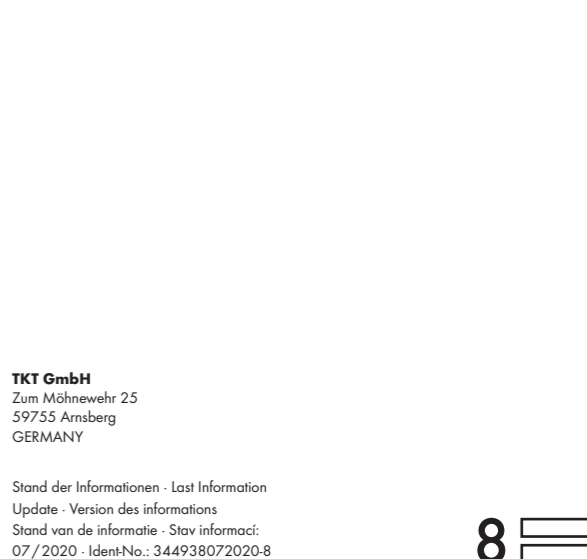 TKT GmbH
Zum Möhnewehr 25
59755 Arnsberg
GERMANY
Stand der Informationen · Last Information
Update · Version des informations
Stand van de informatie · Stav informací:
07/2020 · Ident-No.: 344938072020-8
8